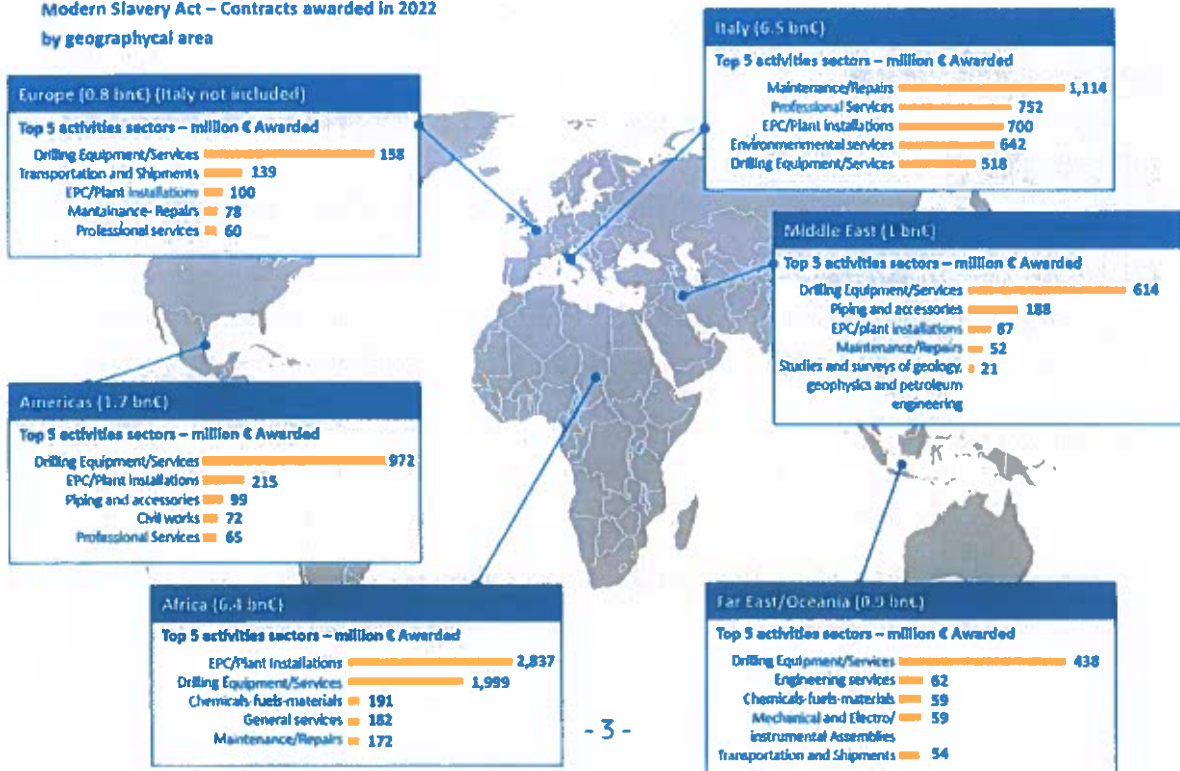 Modern Slavery Act – Contracts awarded in 2022
by geographycal area
Italy (6.5 bn€)
Top 5 activities sectors – million € Awarded
Maintenance/Repairs 1,114
Professional Services 752
EPC/Plant Installations 700
Environmemental services 642
Drilling Equipment/Services 518
Europe (0.8 bn€) (Italy not included)
Top 5 activities sectors – million € Awarded
Drilling Equipment/Services 158
Transportation and Shipments 139
EPC/Plant Installations 100
Mantainance- Repairs 78
Professional services 60
Middle East (1 bn€)
Top 5 activities sectors – million € Awarded
Drilling Equipment/Services 614
Piping and accessories 188
EPC/plant installations 87
Maintenance/Repairs 52
Studies and surveys of geology, 21
geophysics and petroleum
engineering
Americas (1.7 bn€)
Top 5 activities sectors – million € Awarded
Drilling Equipment/Services 972
EPC/Plant Installations 215
Piping and accessories 99
Civil works 72
Professional Services 65
Africa (6.4 bn€)
Top 5 activities sectors – million € Awarded
EPC/Plant Installations 2,837
Drilling Equipment/Services 1,999
Chemicals-fuels-materials 191
General services 182
Maintenance/Repairs 172
Far East/Oceania (0.9 bn€)
Top 5 activities sectors – million € Awarded
Drilling Equipment/Services 438
Engineering services 62
Chemicals-fuels-materials 59
Mechanical and Electro/ 59
instrumental Assemblies
Transportation and Shipments 54
- 3 -